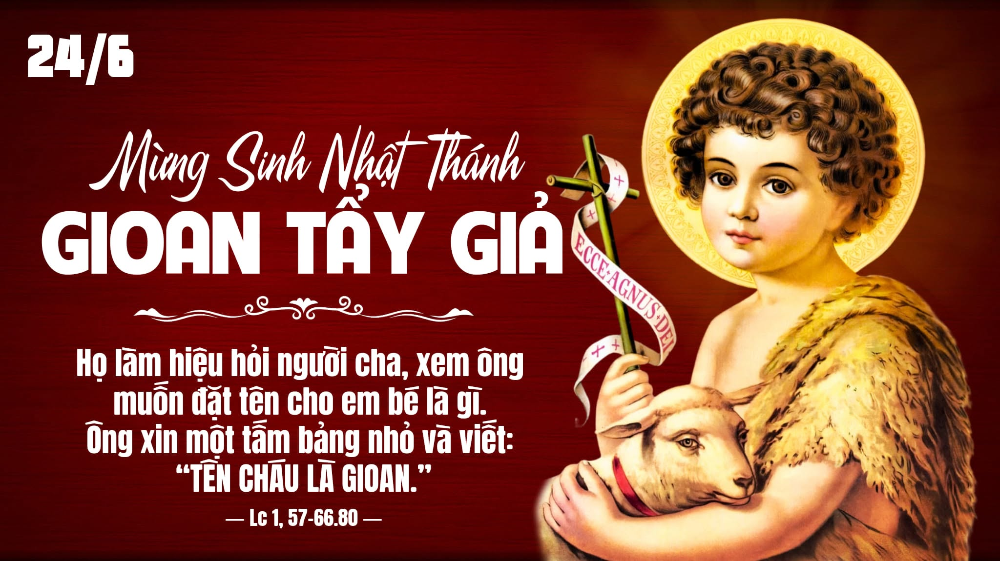 24/6
Mừng Sinh Nhật Thánh
GIOAN TẨY GIẢ
ECCE+AGNUS+DEI
Họ làm hiệu hỏi người cha, xem ông
muốn đặt tên cho em bé là gì.
Ông xin một tấm bảng nhỏ và viết:
“TÊN CHÁU LÀ GIOAN.”
— Lc 1, 57-66.80 —